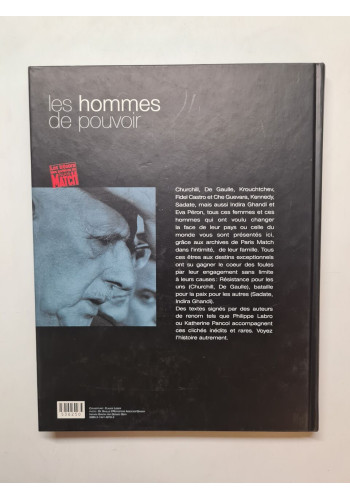 les hommes
de pouvoir
MATCH
Churchill, De Gaulle, Krouchtchev,
Fidel Castro et Che Guevara, Kennedy,
Sadate, mais aussi Indira Ghandi et
Eva Péron, tous ces femmes et ces
hommes qui ont voulu changer
la face de leur pays ou celle du
monde vous sont présentés ici,
grâce aux archives de Paris Match
dans l'intimité, de leur famille. Tous
ces êtres aux destins exceptionnels
ont su gagner le coeur des foules
par leur engagement sans limite
à leurs causes : Résistance pour les
uns (Churchill, De Gaulle), bataille
pour la paix pour les autres (Sadate,
Indira Ghandi).
Des textes signés par des auteurs
de renom tels que Philippe Labro
ou Katherine Pancol accompagnent
ces clichés inédits et rares. Voyez
l'histoire autrement.